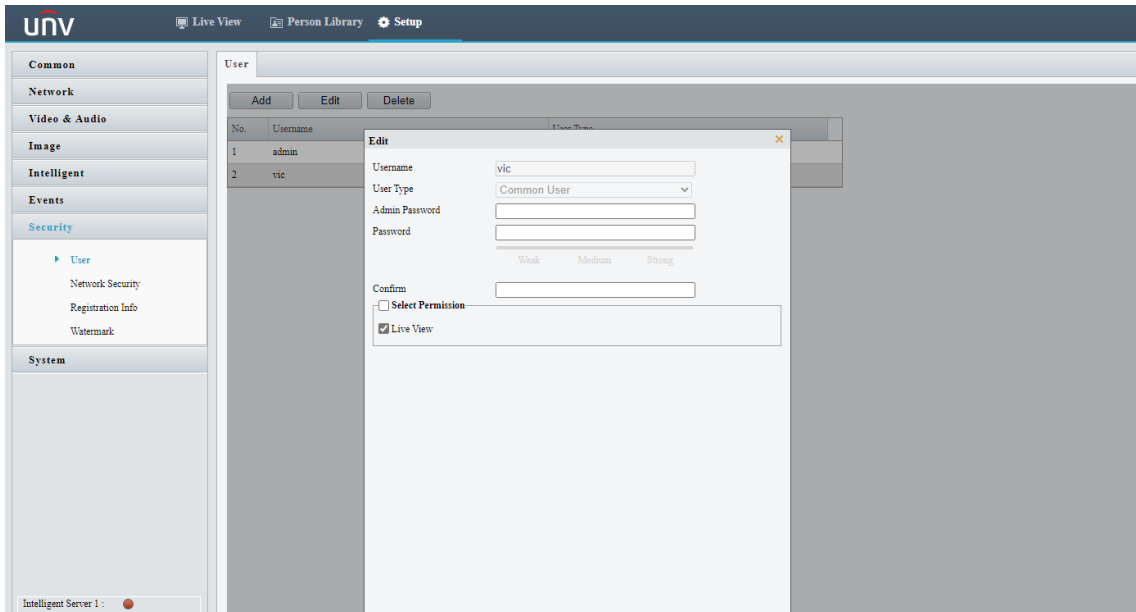 unv
Live View
Person Library
Setup
Common
Network
Video & Audio
Image
Intelligent
Events
Security
User
Network Security
Registration Info
Watermark
System
Intelligent Server 1 :
User
Add Edit Delete
No. Username User Type
1 admin
2 vic
Edit
Username vic
User Type Common User
Admin Password
Password
Weak Medium Strong
Confirm
Select Permission
Live View